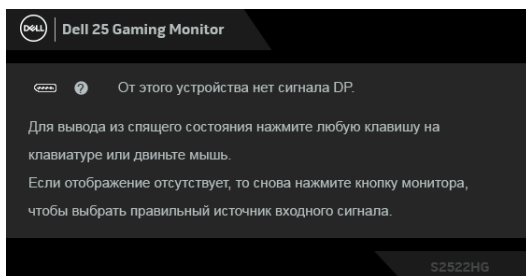 DELL
Dell 25 Gaming Monitor
От этого устройства нет сигнала DP.
Для вывода из спящего состояния нажмите любую клавишу на
клавиатуре или двиньте мышь.
Если отображение отсутствует, то снова нажмите кнопку монитора,
чтобы выбрать правильный источник входного сигнала.
S2522HG